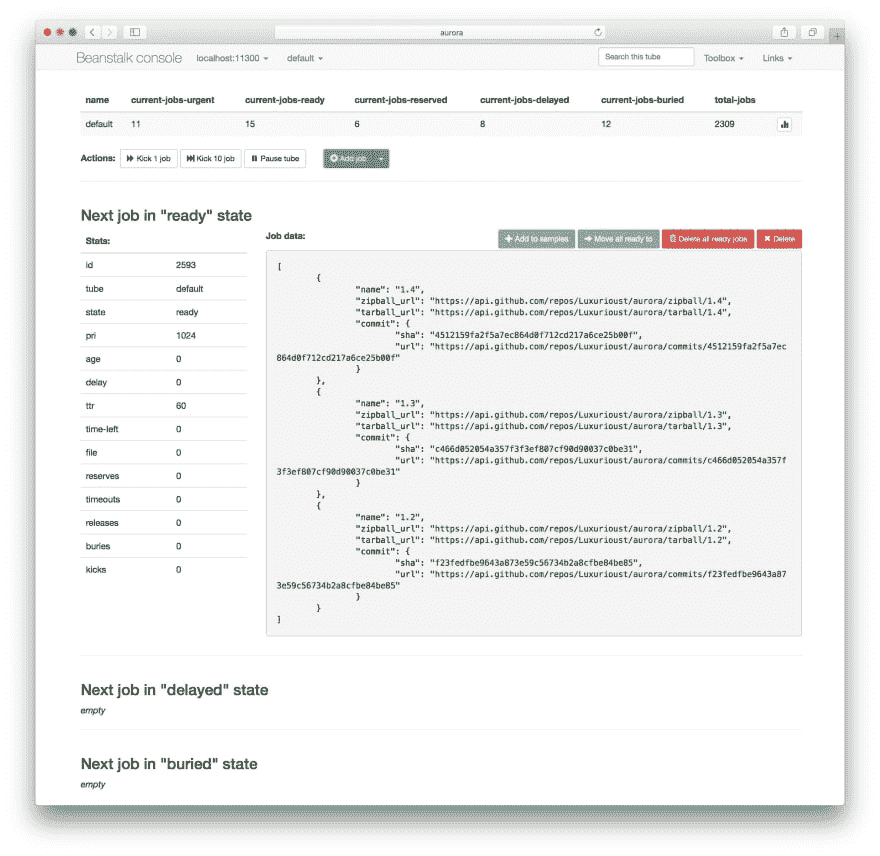 aurora
Beanstalk console localhost:11300 default Search this tube Toolbox Links
name current-jobs-urgent current-jobs-ready current-jobs-reserved current-jobs-delayed current-jobs-buried total-jobs
default 11 15 6 8 12 2309
Actions: Kick 1 job Kick 10 job Pause tube Add job
Next job in "ready" state
Stats:
id 2593
tube default
state ready
pri 1024
age 0
delay 0
ttr 60
time-left 0
file 0
reserves 0
timeouts 0
releases 0
buries 0
kicks 0
Job data: Add to samples Move all ready to Delete all ready jobs Delete
[
{
"name": "1.4",
"zipball_url": "https://api.github.com/repos/Luxurioust/aurora/zipball/1.4",
"tarball_url": "https://api.github.com/repos/Luxurioust/aurora/tarball/1.4",
"commit": {
"sha": "4512159fa2f5a7ec864d0f712cd217a6ce25b00f",
"url": "https://api.github.com/repos/Luxurioust/aurora/commits/4512159fa2f5a7ec
864d0f712cd217a6ce25b00f"
}
},
{
"name": "1.3",
"zipball_url": "https://api.github.com/repos/Luxurioust/aurora/zipball/1.3",
"tarball_url": "https://api.github.com/repos/Luxurioust/aurora/tarball/1.3",
"commit": {
"sha": "c466d052054a357f3f3ef807cf90d90037c0be31",
"url": "https://api.github.com/repos/Luxurioust/aurora/commits/c466d052054a357f
3f3ef807cf90d90037c0be31"
}
},
{
"name": "1.2",
"zipball_url": "https://api.github.com/repos/Luxurioust/aurora/zipball/1.2",
"tarball_url": "https://api.github.com/repos/Luxurioust/aurora/tarball/1.2",
"commit": {
"sha": "f23fedfbe9643a873e59c56734b2a8cfbe84be85",
"url": "https://api.github.com/repos/Luxurioust/aurora/commits/f23fedfbe9643a87
3e59c56734b2a8cfbe84be85"
}
}
]
Next job in "delayed" state
empty
Next job in "buried" state
empty